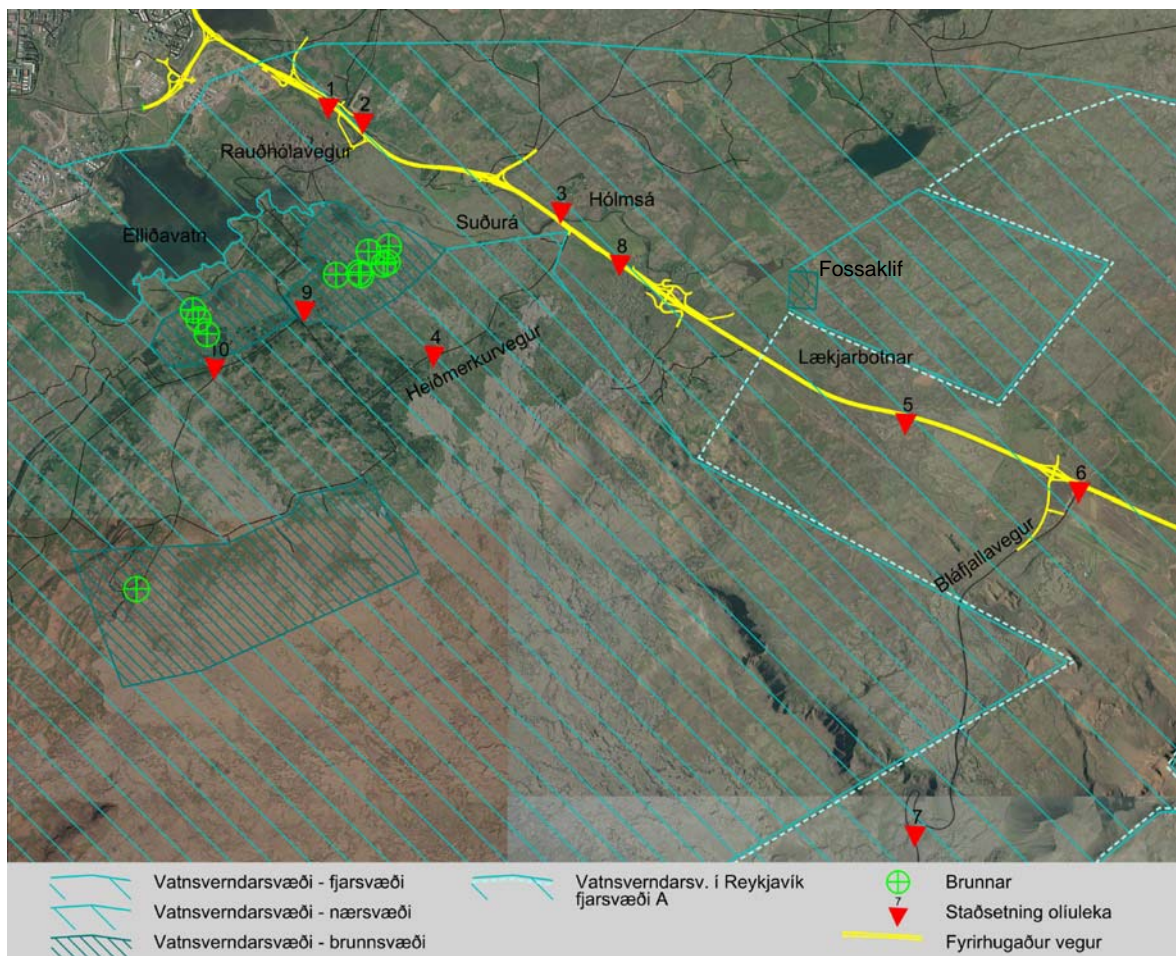 1
2
Rauðhólavegur
3
Hólmsá
Suðurá
Elliðavatn
8
Fossaklif
9
4
10
Heiðmerkurvegur
Lækjarbotnar
5
6
Bláfjallavegur
7
Vatnsverndarsvæði - fjarsvæði
Vatnsverndarsvæði - nærsvæði
Vatnsverndarsvæði - brunnsvæði
Vatnsverndarsv. í Reykjavík
fjarsvæði A
Brunnar
7
Staðsetning olíuleka
Fyrirhugaður vegur